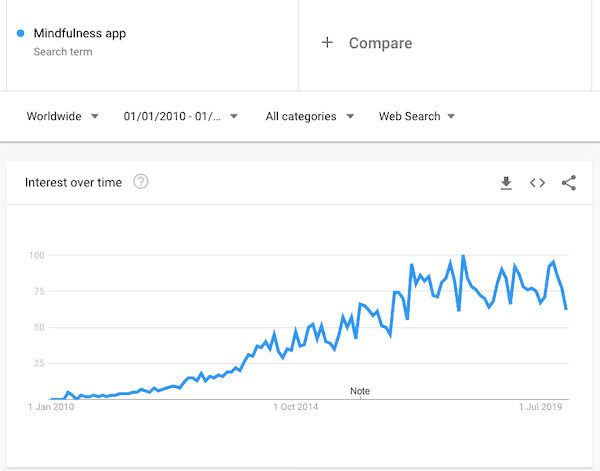 Mindfulness app
Search term
+ Compare
Worldwide
01/01/2010 - 01/...
All categories
Web Search
Interest over time
?
100
75
50
25
Note
1 Jan 2010
1 Oct 2014
1 Jul 2019